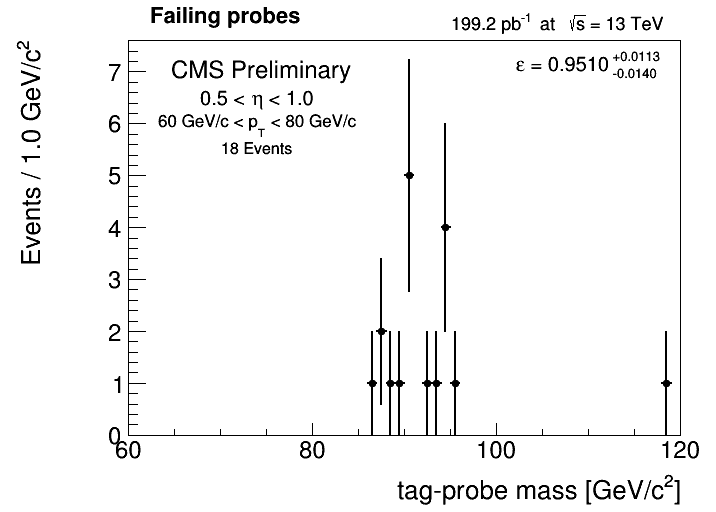 Failing probes
199.2 pb⁻¹ at √s = 13 TeV
CMS Preliminary
0.5 < η < 1.0
60 GeV/c < p_T < 80 GeV/c
18 Events
ε = 0.9510 +0.0113 -0.0140
Events / 1.0 GeV/c²
7
6
5
4
3
2
1
0
60 80 100 120
tag-probe mass [GeV/c²]